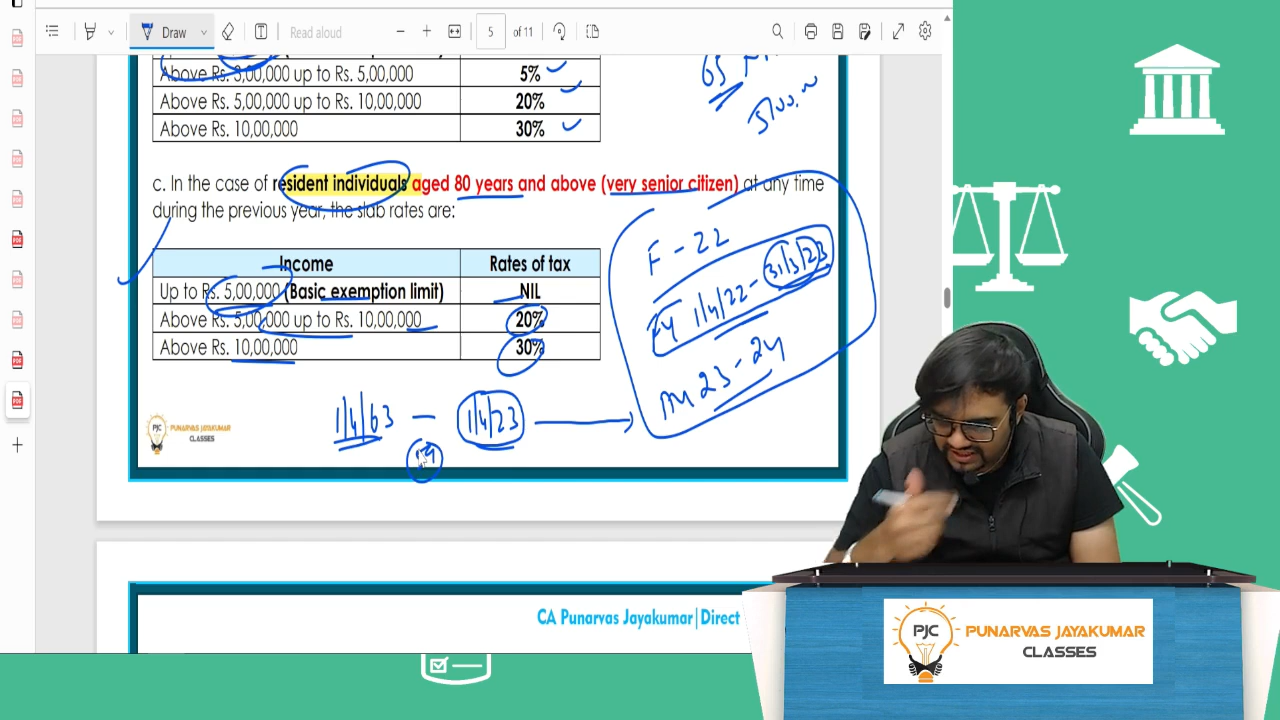 Draw
Read aloud
5 of 11
Above Rs. 3,00,000 up to Rs. 5,00,000 5%
Above Rs. 5,00,000 up to Rs. 10,00,000 20%
Above Rs. 10,00,000 30%
65
c. In the case of resident individuals aged 80 years and above (very senior citizen) at any time
during the previous year, the slab rates are:
Income Rates of tax
Up to Rs. 5,00,000 (Basic exemption limit) NIL
Above Rs. 5,00,000 up to Rs. 10,00,000 20%
Above Rs. 10,00,000 30%
F - 22
FY 1/4/22 - 31/3/23
AY 23-24
1/4/63 - 1/4/23
PJC PUNARVAS JAYAKUMAR
CLASSES
CA Punarvas Jayakumar|Direct
PJC PUNARVAS JAYAKUMAR
CLASSES